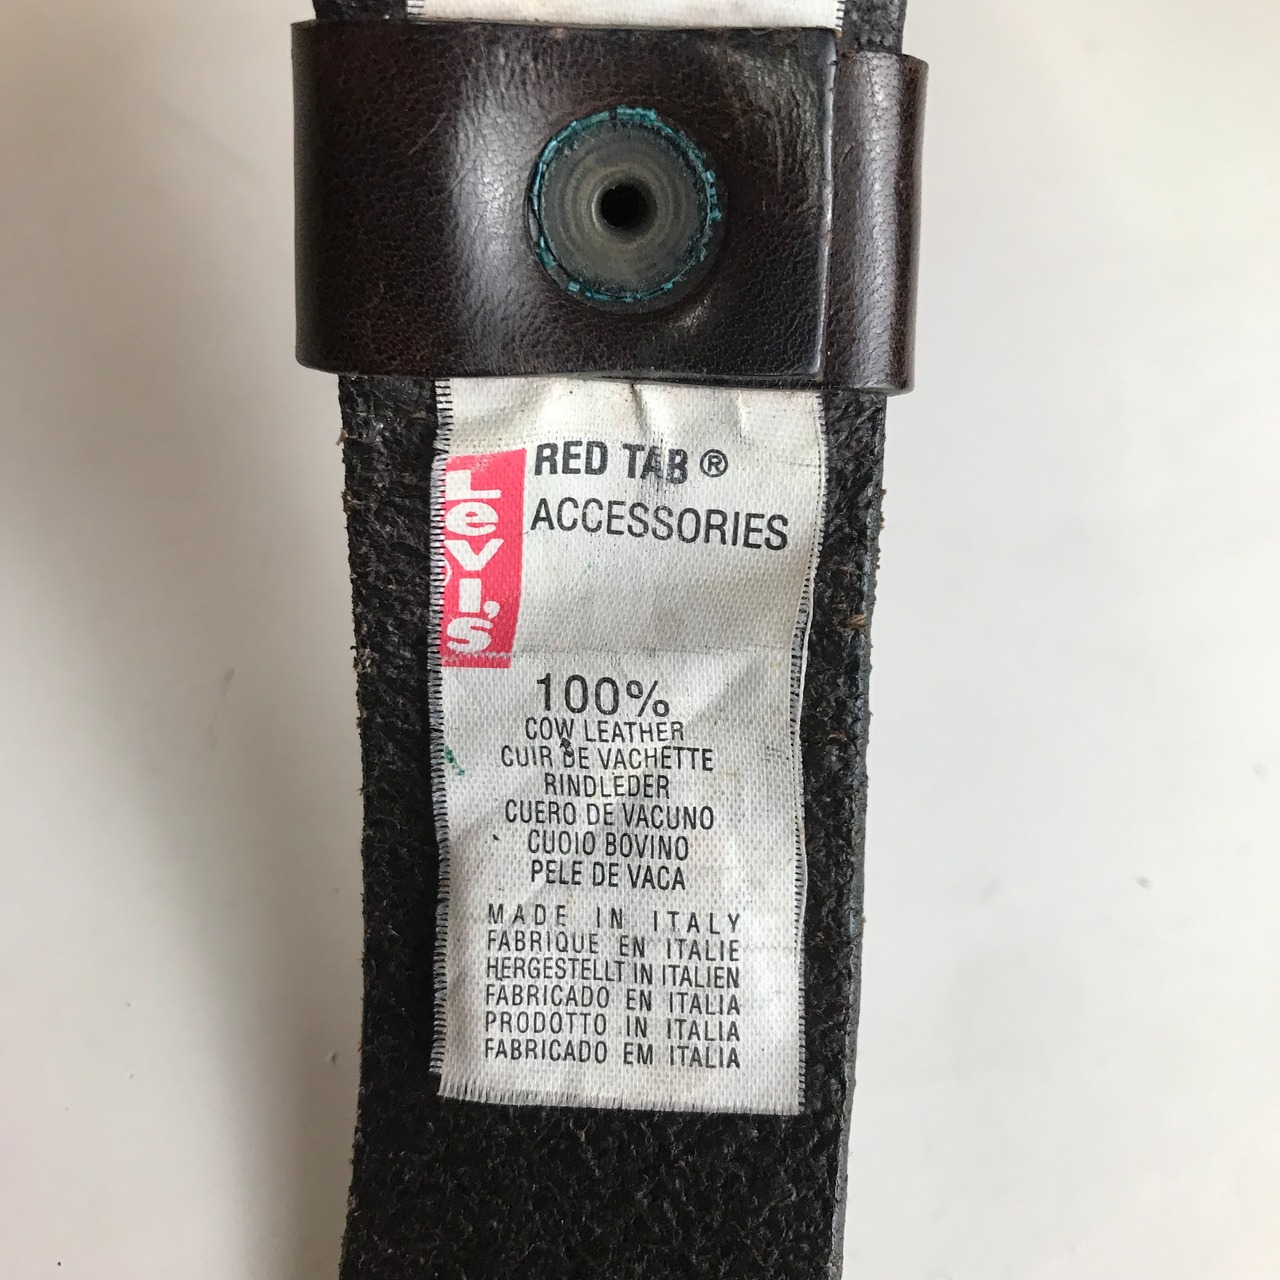 RED TAB ®
ACCESSORIES
Levi's
100%
COW LEATHER
CUIR DE VACHETTE
RINDLEDER
CUERO DE VACUNO
CUOIO BOVINO
PELE DE VACA
MADE IN ITALY
FABRIQUE EN ITALIE
HERGESTELLT IN ITALIEN
FABRICADO EN ITALIA
PRODOTTO IN ITALIA
FABRICADO EM ITALIA